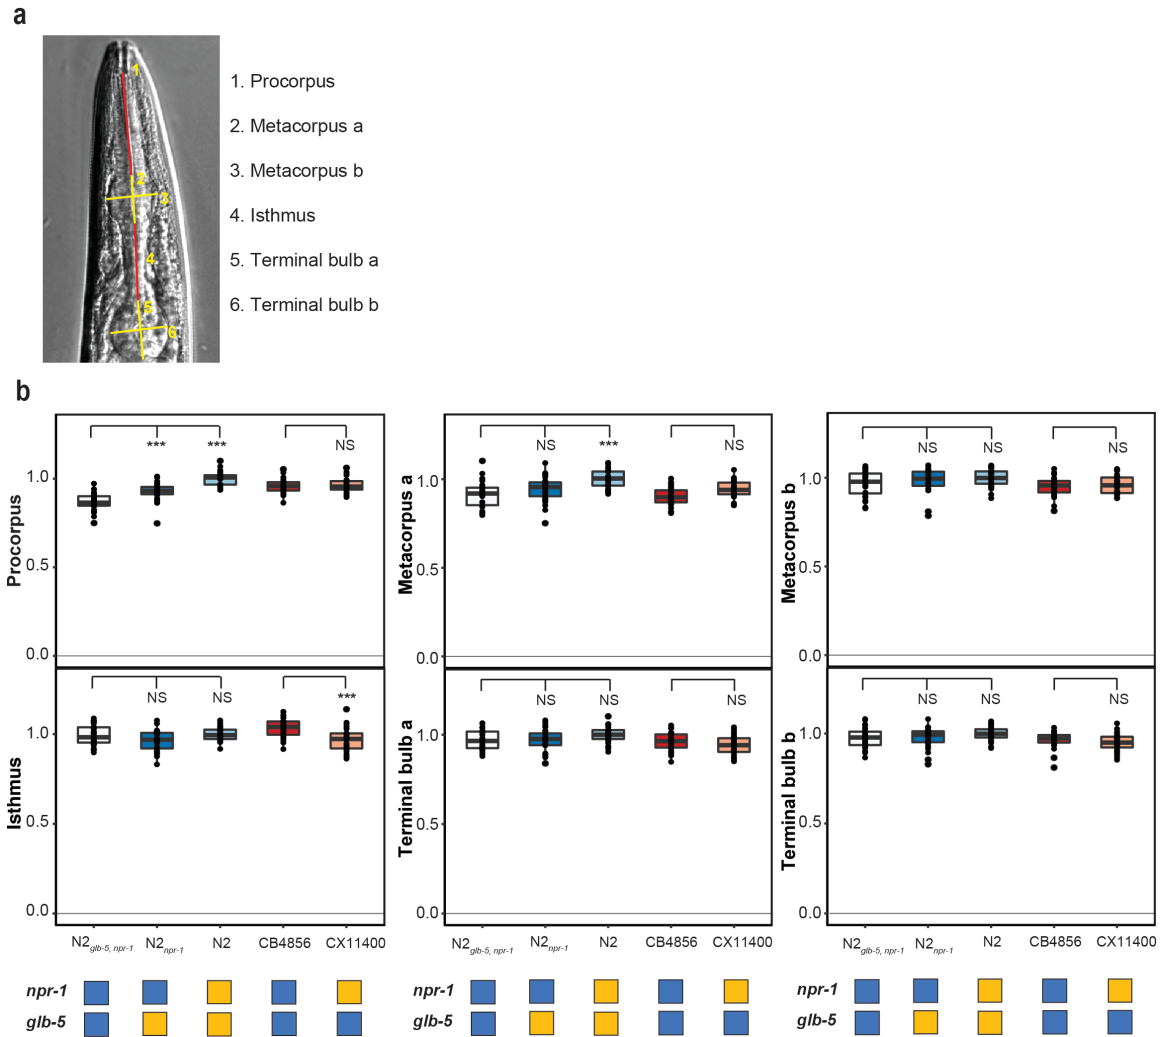 a
1
2
3
4
5
6
1. Procorpus
2. Metacorpus a
3. Metacorpus b
4. Isthmus
5. Terminal bulb a
6. Terminal bulb b
b
Procorpus
1.0
0.5
0.0
*** *** NS
Metacorpus a
1.0
0.5
0.0
NS *** NS
Metacorpus b
1.0
0.5
0.0
NS NS NS
Isthmus
1.0
0.5
0.0
NS NS ***
Terminal bulb a
1.0
0.5
0.0
NS NS NS
Terminal bulb b
1.0
0.5
0.0
NS NS NS
N2glb-5, npr-1 N2npr-1 N2 CB4856 CX11400
N2glb-5, npr-1 N2npr-1 N2 CB4856 CX11400
N2glb-5, npr-1 N2npr-1 N2 CB4856 CX11400
npr-1
glb-5
npr-1
glb-5
npr-1
glb-5